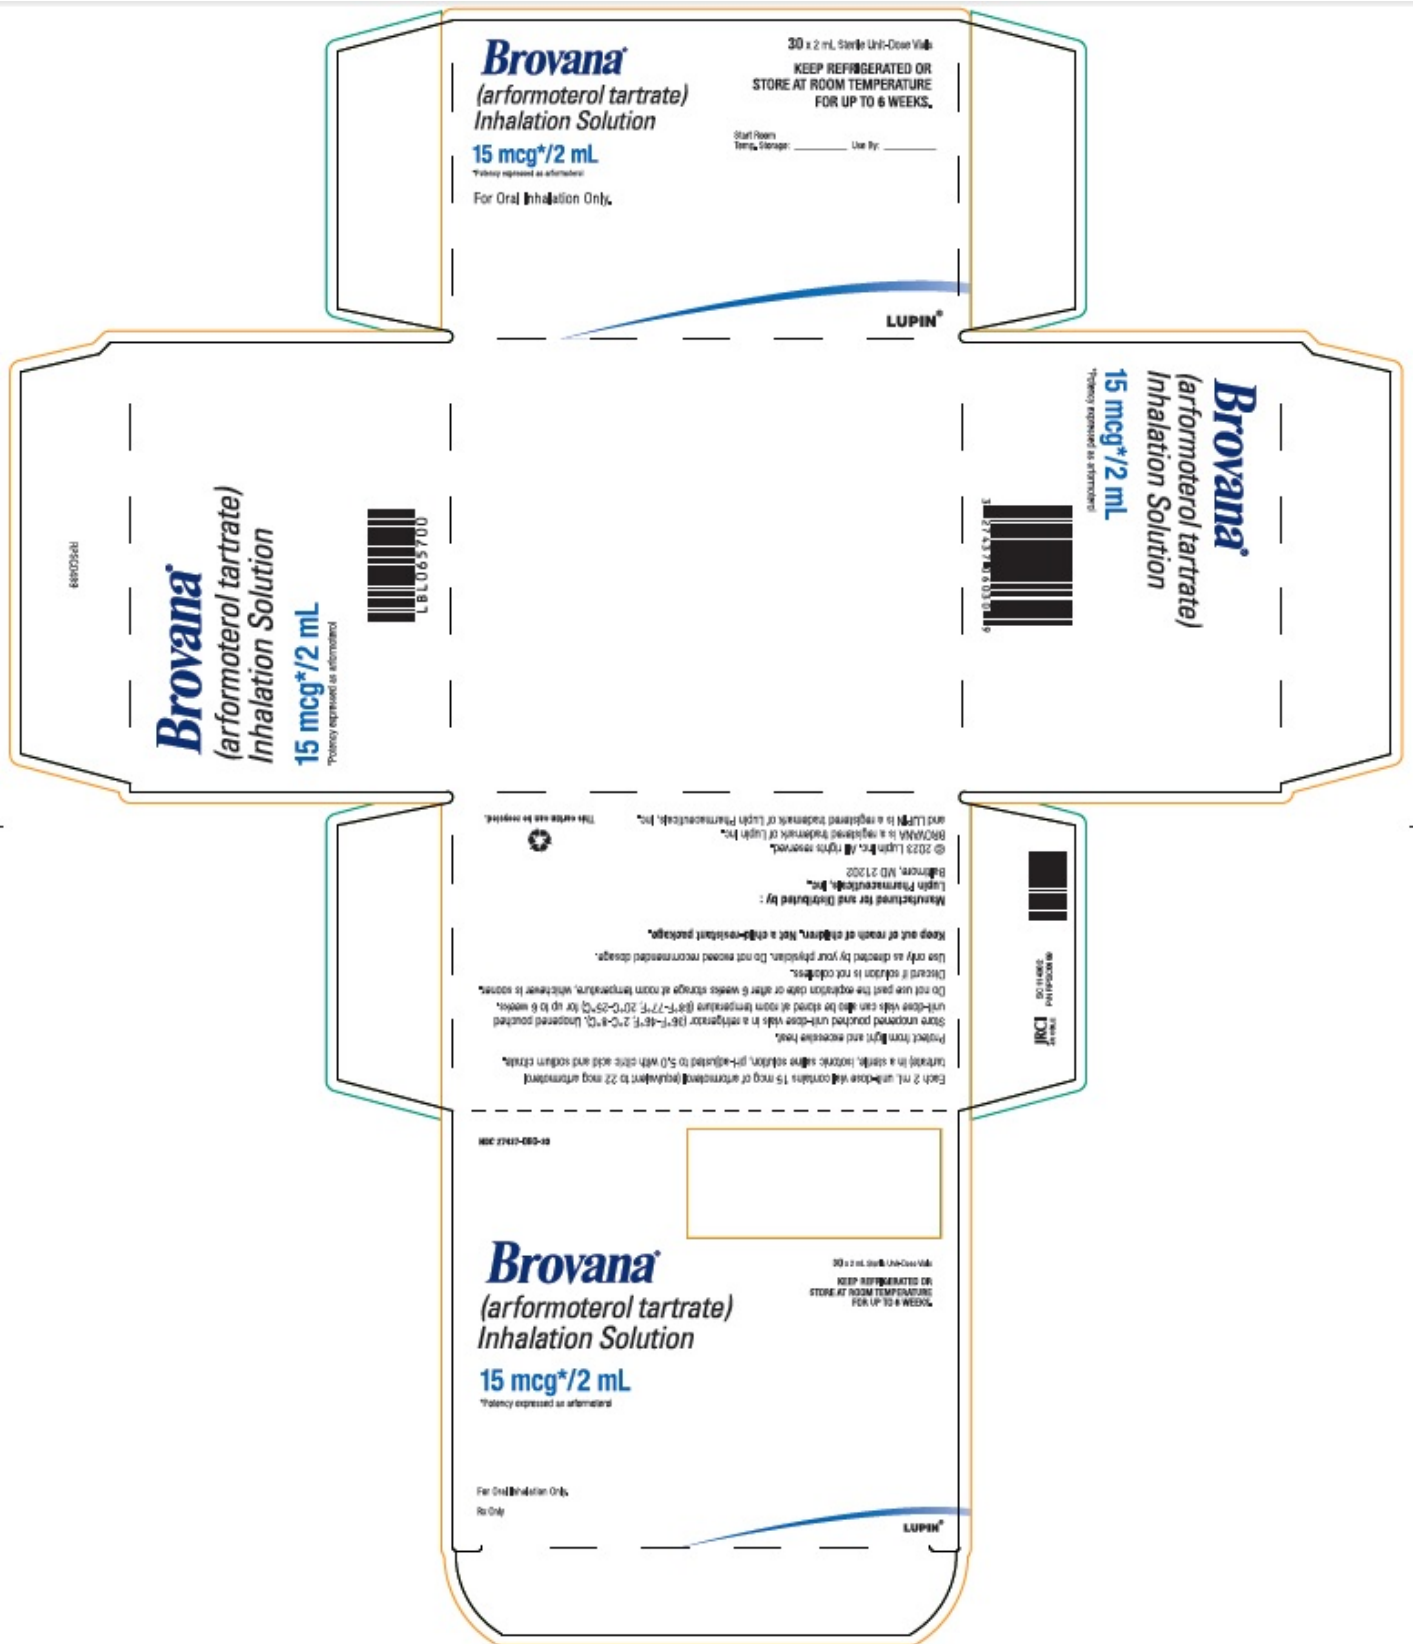 Brovana®
(arformoterol tartrate)
Inhalation Solution
15 mcg*/2 mL
*Potency expressed as arformoterol
For Oral Inhalation Only.
30 x 2 mL Sterile Unit-Dose Vials
KEEP REFRIGERATED OR
STORE AT ROOM TEMPERATURE
FOR UP TO 6 WEEKS.
Start Room
Temp. Storage: __________ Use By: __________
LUPIN®
RPSC0489
Brovana®
(arformoterol tartrate)
Inhalation Solution
15 mcg*/2 mL
*Potency expressed as arformoterol
LBL065700
Brovana®
(arformoterol tartrate)
Inhalation Solution
15 mcg*/2 mL
*Potency expressed as arformoterol
3 27437 06030 9
Each 2 mL unit-dose vial contains 15 mcg of arformoterol (equivalent to 22 mcg arformoterol
tartrate) in a sterile, isotonic saline solution, pH-adjusted to 5.0 with citric acid and sodium citrate.
Protect from light and excessive heat.
Store unopened pouched unit-dose vials in a refrigerator (36°F-46°F, 2°C-8°C). Unopened pouched
unit-dose vials can also be stored at room temperature (68°F-77°F, 20°C-25°C) for up to 6 weeks.
Do not use past the expiration date or after 6 weeks storage at room temperature, whichever is sooner.
Discard if solution is not colorless.
Use only as directed by your physician. Do not exceed recommended dosage.
Keep out of reach of children. Not a child-resistant package.
Manufactured for and Distributed by :
Lupin Pharmaceuticals, Inc.
Baltimore, MD 21202
© 2023 Lupin Inc. All rights reserved.
BROVANA is a registered trademark of Lupin Inc.
and LUPIN is a registered trademark of Lupin Pharmaceuticals, Inc.
This carton can be recycled.
JRCI
NDC 27437-060-30
Brovana®
(arformoterol tartrate)
Inhalation Solution
15 mcg*/2 mL
*Potency expressed as arformoterol
30 x 2 mL Sterile Unit-Dose Vials
KEEP REFRIGERATED OR
STORE AT ROOM TEMPERATURE
FOR UP TO 6 WEEKS.
For Oral Inhalation Only.
Rx Only
LUPIN®